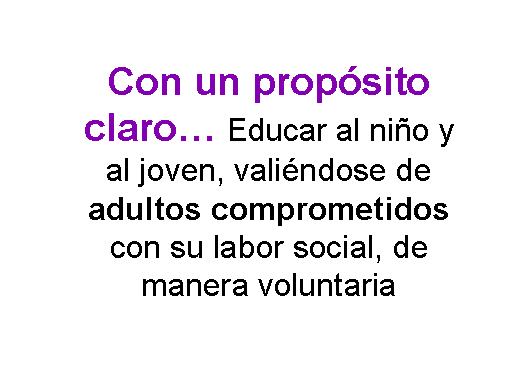 Con un propósito
claro... Educar al niño y
al joven, valiéndose de
adultos comprometidos
con su labor social, de
manera voluntaria